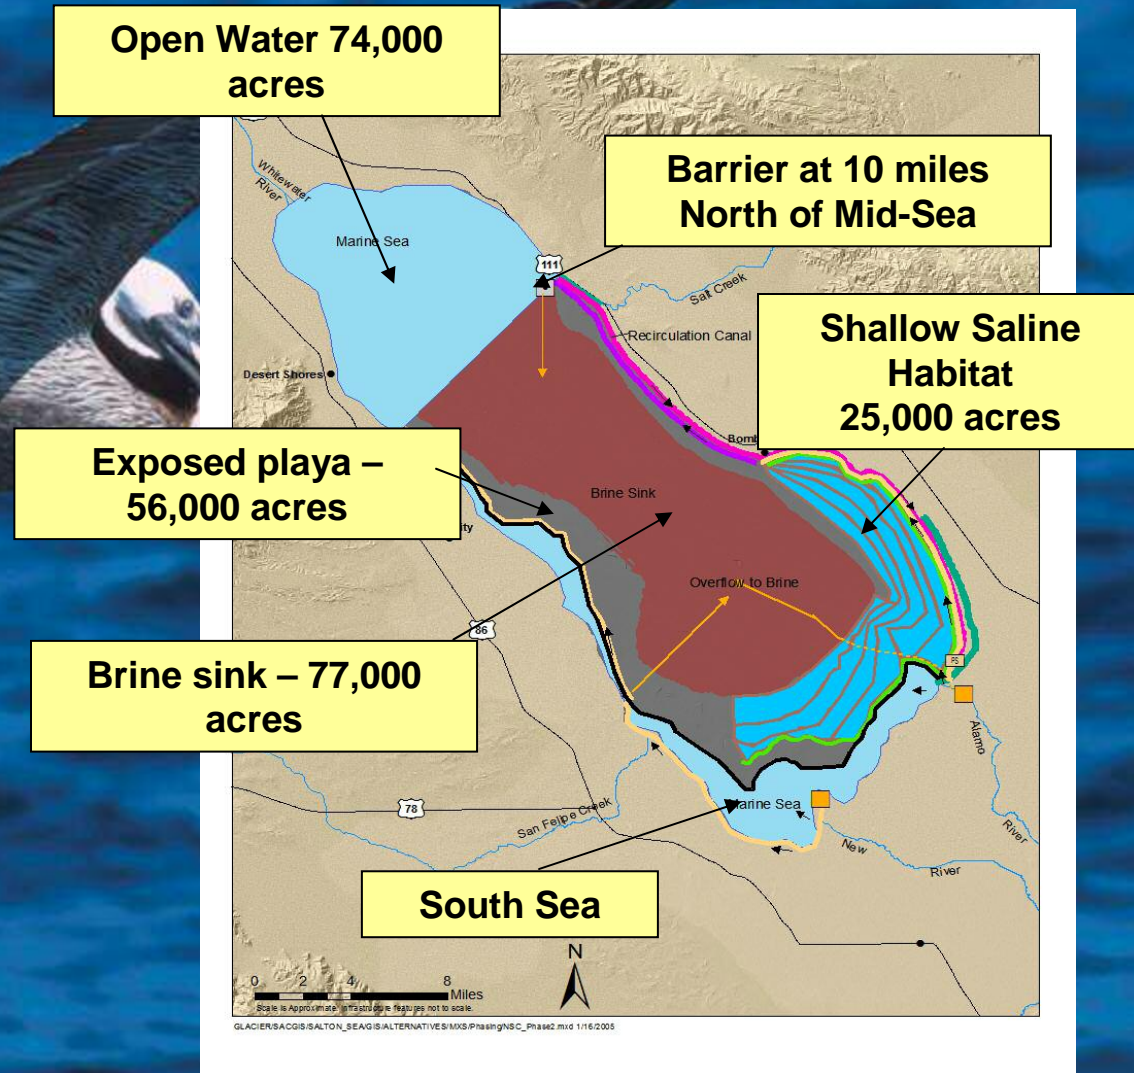 Open Water 74,000
acres
Barrier at 10 miles
North of Mid-Sea
Whitewater
River
Marine Sea
111
Salt Creek
Recirculation Canal
Shallow Saline
Habitat
25,000 acres
Desert Shores
Exposed playa –
56,000 acres
Brine Sink
Overflow to Brine
86
Brine sink – 77,000
acres
PS
Alamo
River
78
San Felipe Creek
Marine Sea
New
River
South Sea
N
0 2 4 8
Miles
Scale is Approximate. Infrastructure features not to scale.
GLACIER/SACGIS/SALTON_SEA/GIS/ALTERNATIVES/MXS/Phasing/NSC_Phase2.mxd 1/16/2005